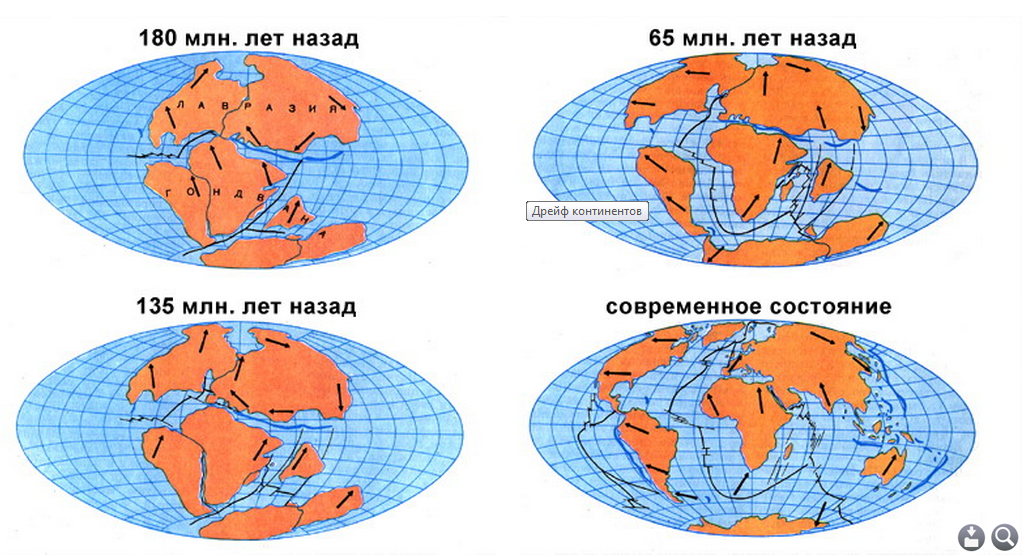 180 млн. лет назад
ЛАВРАЗИЯ
ГОНДВАНА
65 млн. лет назад
Дрейф континентов
135 млн. лет назад
современное состояние